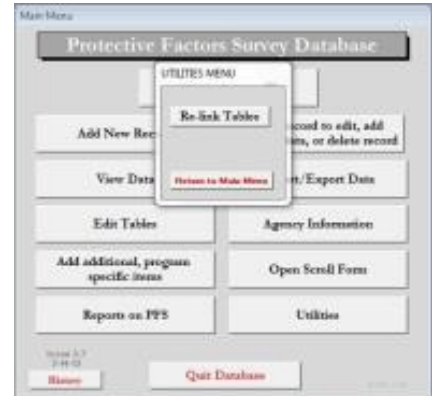 Main Menu
Protective Factors Survey Database
UTILITIES MENU
Re-link Tables
Return to Main Menu
Add New Rec
record to edit, add
or delete record
View Data
rt/Export Data
Edit Tables
Agency Information
Add additional, program
specific items
Open Scroll Form
Reports on PFS
Utilities
History
Quit Database